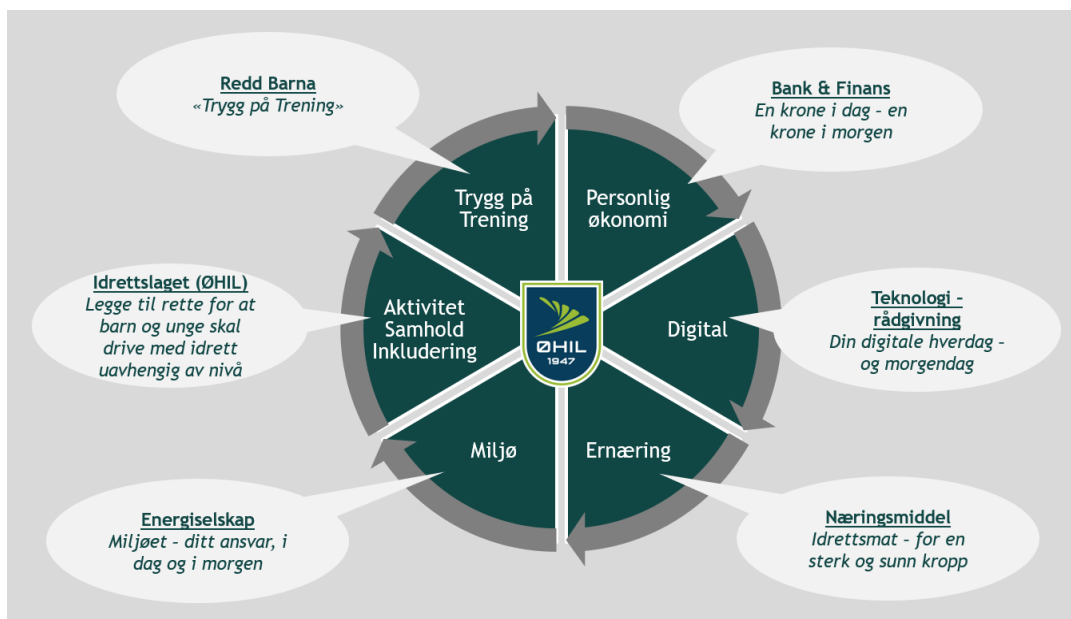 Redd Barna
«Trygg på Trening»
Bank & Finans
En krone i dag – en
krone i morgen
Trygg på
Trening
Personlig
økonomi
Idrettslaget (ØHIL)
Legge til rette for at
barn og unge skal
drive med idrett
uavhengig av nivå
Aktivitet
Samhold
Inkludering
ØHIL
1947
Digital
Teknologi -
rådgivning
Din digitale hverdag –
og morgendag
Miljø
Ernæring
Energiselskap
Miljøet – ditt ansvar, i
dag og i morgen
Næringsmiddel
Idrettsmat – for en
sterk og sunn kropp